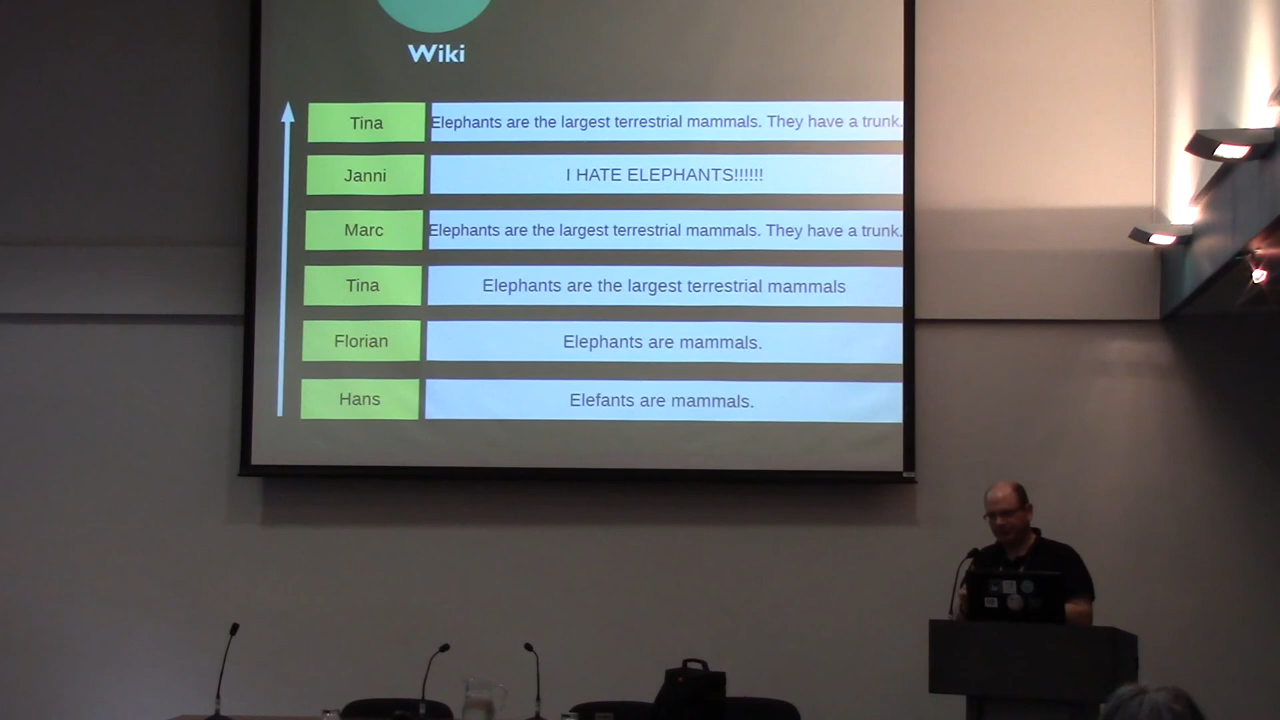 Wiki
Tina Elephants are the largest terrestrial mammals. They have a trunk.
Janni I HATE ELEPHANTS!!!!!!
Marc Elephants are the largest terrestrial mammals. They have a trunk.
Tina Elephants are the largest terrestrial mammals
Florian Elephants are mammals.
Hans Elefants are mammals.